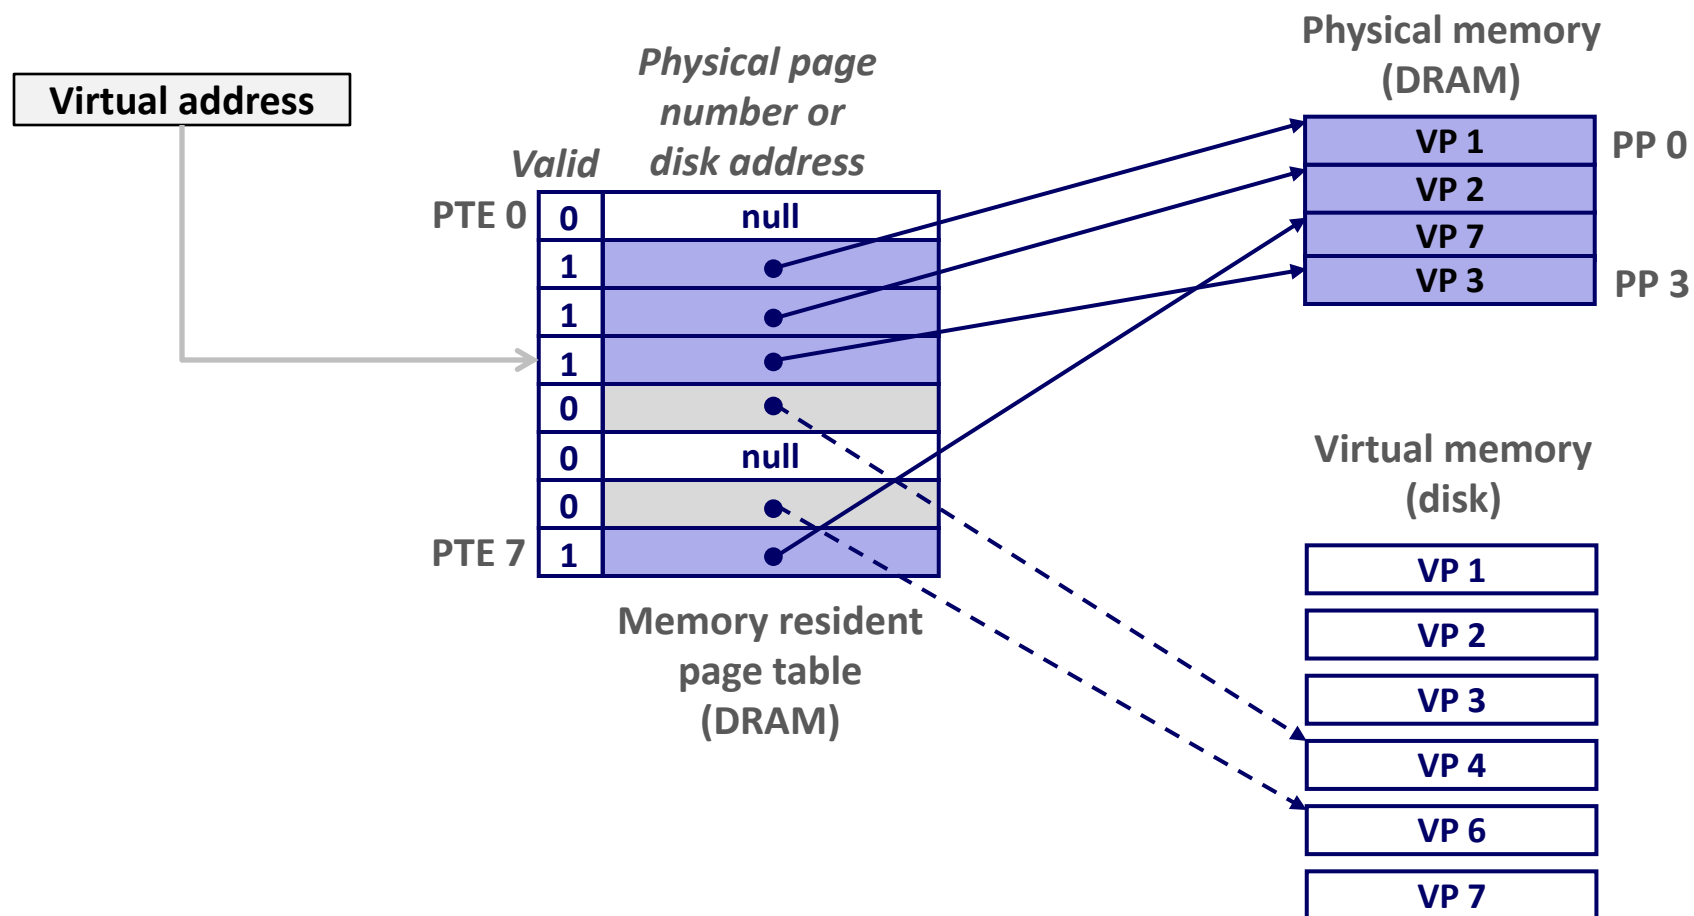 Virtual address
Physical page
number or
disk address
Valid
PTE 0
0
null
1
1
1
0
0
null
0
PTE 7
1
Memory resident
page table
(DRAM)
Physical memory
(DRAM)
VP 1
PP 0
VP 2
VP 7
VP 3
PP 3
Virtual memory
(disk)
VP 1
VP 2
VP 3
VP 4
VP 6
VP 7